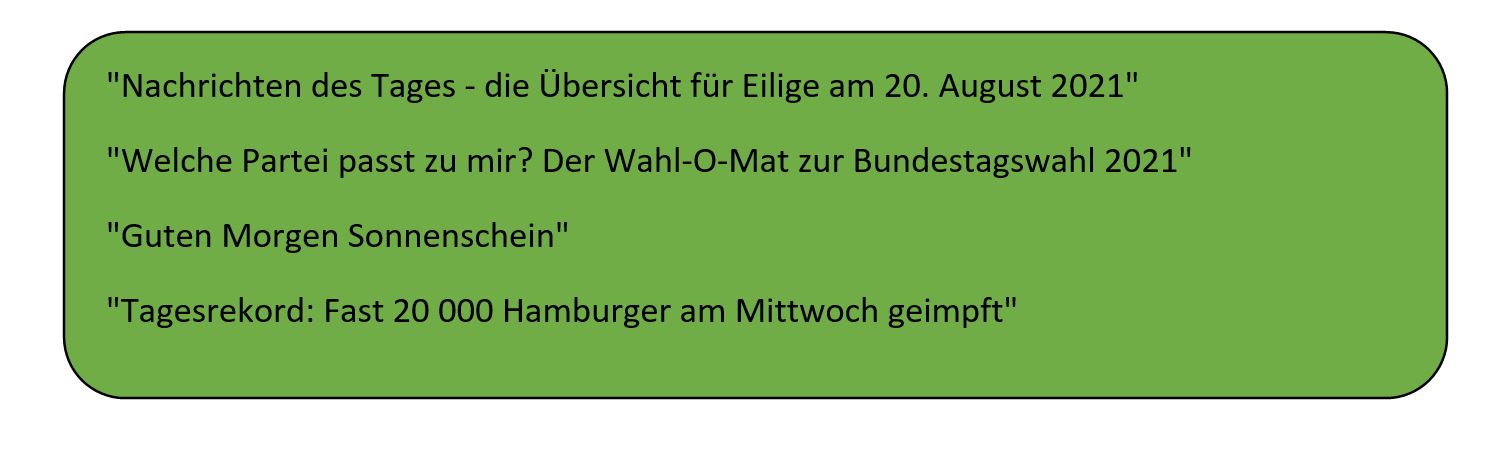 "Nachrichten des Tages - die Übersicht für Eilige am 20. August 2021"
"Welche Partei passt zu mir? Der Wahl-O-Mat zur Bundestagswahl 2021"
"Guten Morgen Sonnenschein"
"Tagesrekord: Fast 20 000 Hamburger am Mittwoch geimpft"